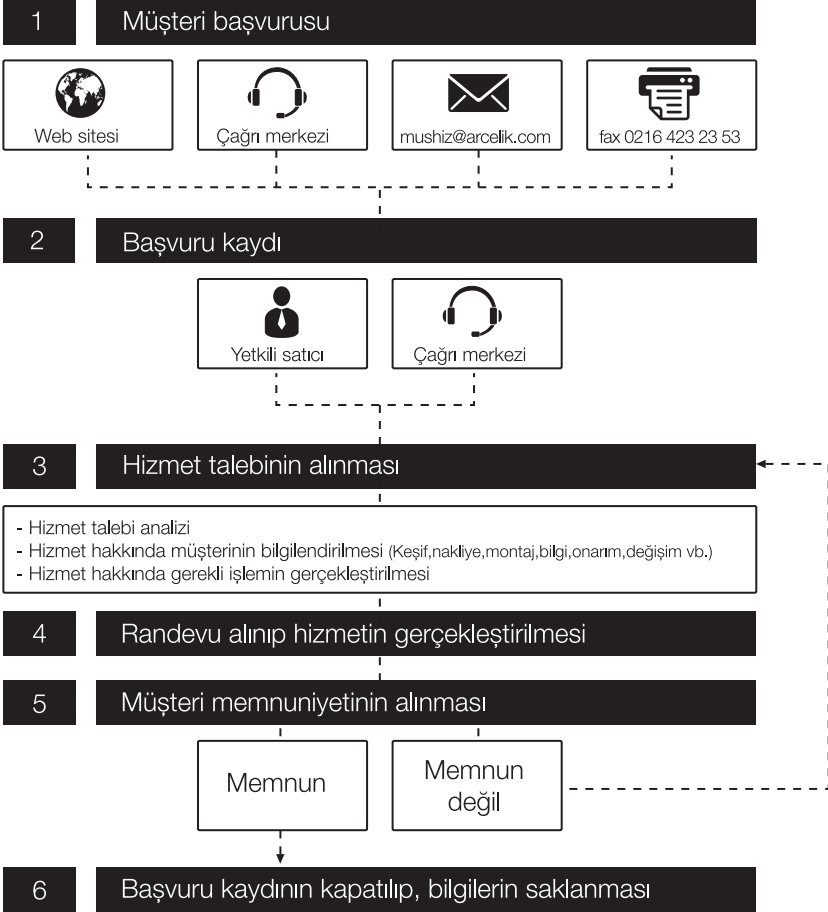 1 Müşteri başvurusu
Web sitesi
Çağrı merkezi
mushiz@arcelik.com
fax 0216 423 23 53
2 Başvuru kaydı
Yetkili satıcı
Çağrı merkezi
3 Hizmet talebinin alınması
- Hizmet talebi analizi
- Hizmet hakkında müşterinin bilgilendirilmesi (Keşif,nakliye,montaj,bilgi,onarım,değişim vb.)
- Hizmet hakkında gerekli işlemin gerçekleştirilmesi
4 Randevu alınıp hizmetin gerçekleştirilmesi
5 Müşteri memnuniyetinin alınması
Memnun
Memnun
değil
6 Başvuru kaydının kapatılıp, bilgilerin saklanması